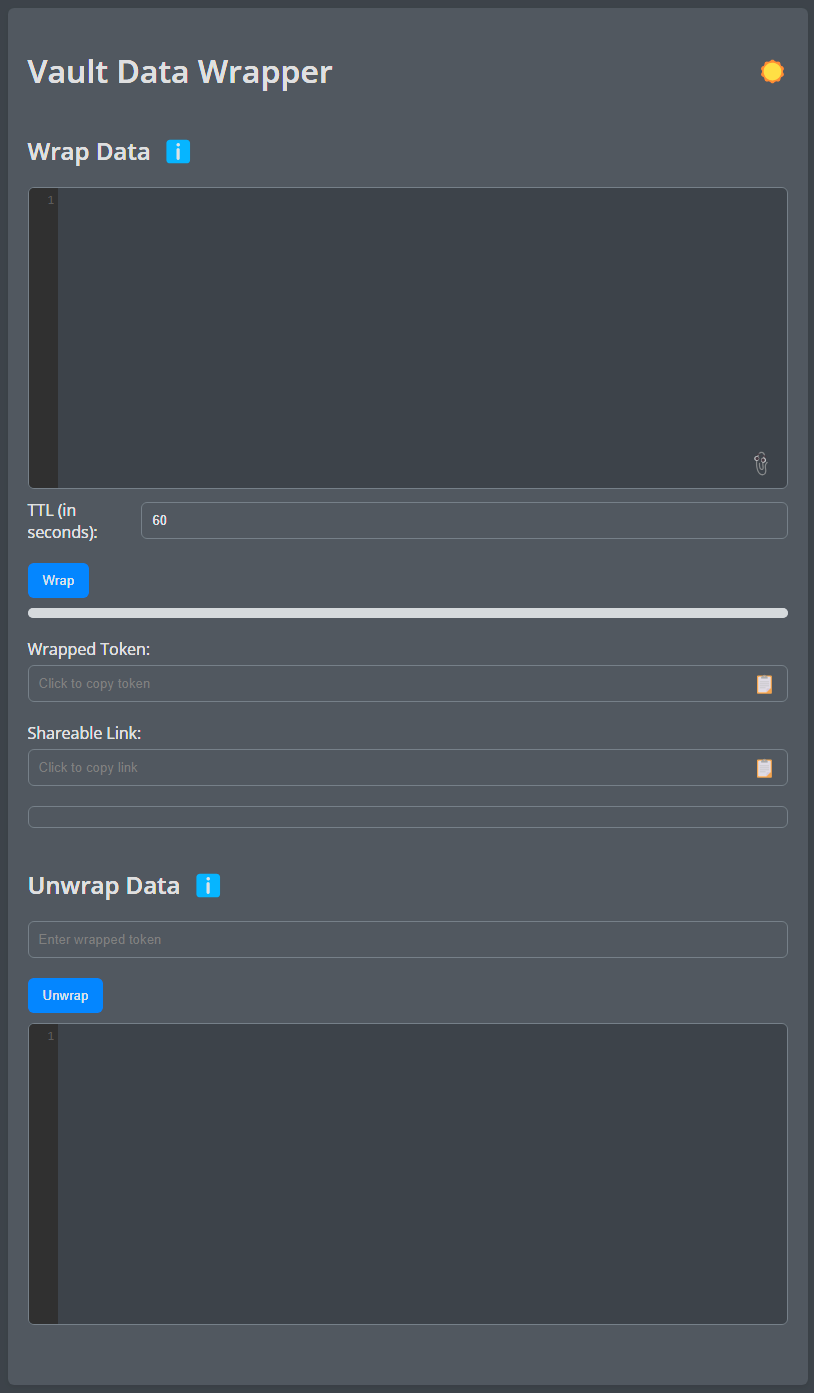 Vault Data Wrapper
Wrap Data
1
TTL (in
seconds):
60
Wrap
Wrapped Token:
Click to copy token
Shareable Link:
Click to copy link
Unwrap Data
Enter wrapped token
Unwrap
1